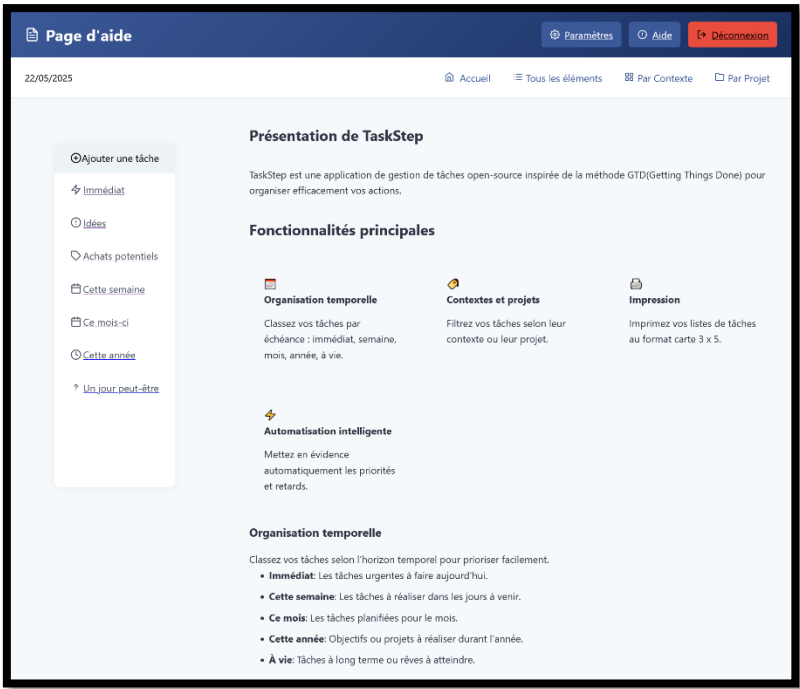 Page d'aide
Paramètres
Aide
Déconnexion
22/05/2025
Accueil
Tous les éléments
Par Contexte
Par Projet
Ajouter une tâche
Immédiat
Idées
Achats potentiels
Cette semaine
Ce mois-ci
Cette année
? Un jour peut-être
Présentation de TaskStep
TaskStep est une application de gestion de tâches open-source inspirée de la méthode GTD(Getting Things Done) pour
organiser efficacement vos actions.
Fonctionnalités principales
Organisation temporelle
Classez vos tâches par
échéance : immédiat, semaine,
mois, année, à vie.
Contextes et projets
Filtrez vos tâches selon leur
contexte ou leur projet.
Impression
Imprimez vos listes de tâches
au format carte 3 x 5.
Automatisation intelligente
Mettez en évidence
automatiquement les priorités
et retards.
Organisation temporelle
Classez vos tâches selon l'horizon temporel pour prioriser facilement.
• Immédiat: Les tâches urgentes à faire aujourd'hui.
• Cette semaine: Les tâches à réaliser dans les jours à venir.
• Ce mois: Les tâches planifiées pour le mois.
• Cette année: Objectifs ou projets à réaliser durant l'année.
• À vie: Tâches à long terme ou rêves à atteindre.